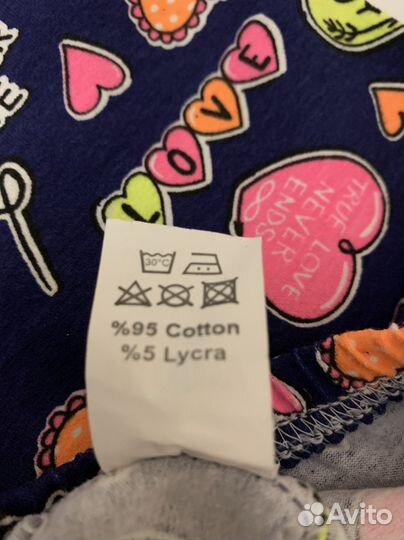 E
LOVE
TRUE LOVE
NEVER
ENDS
30°C
%95 Cotton
%5 Lycra
Avito